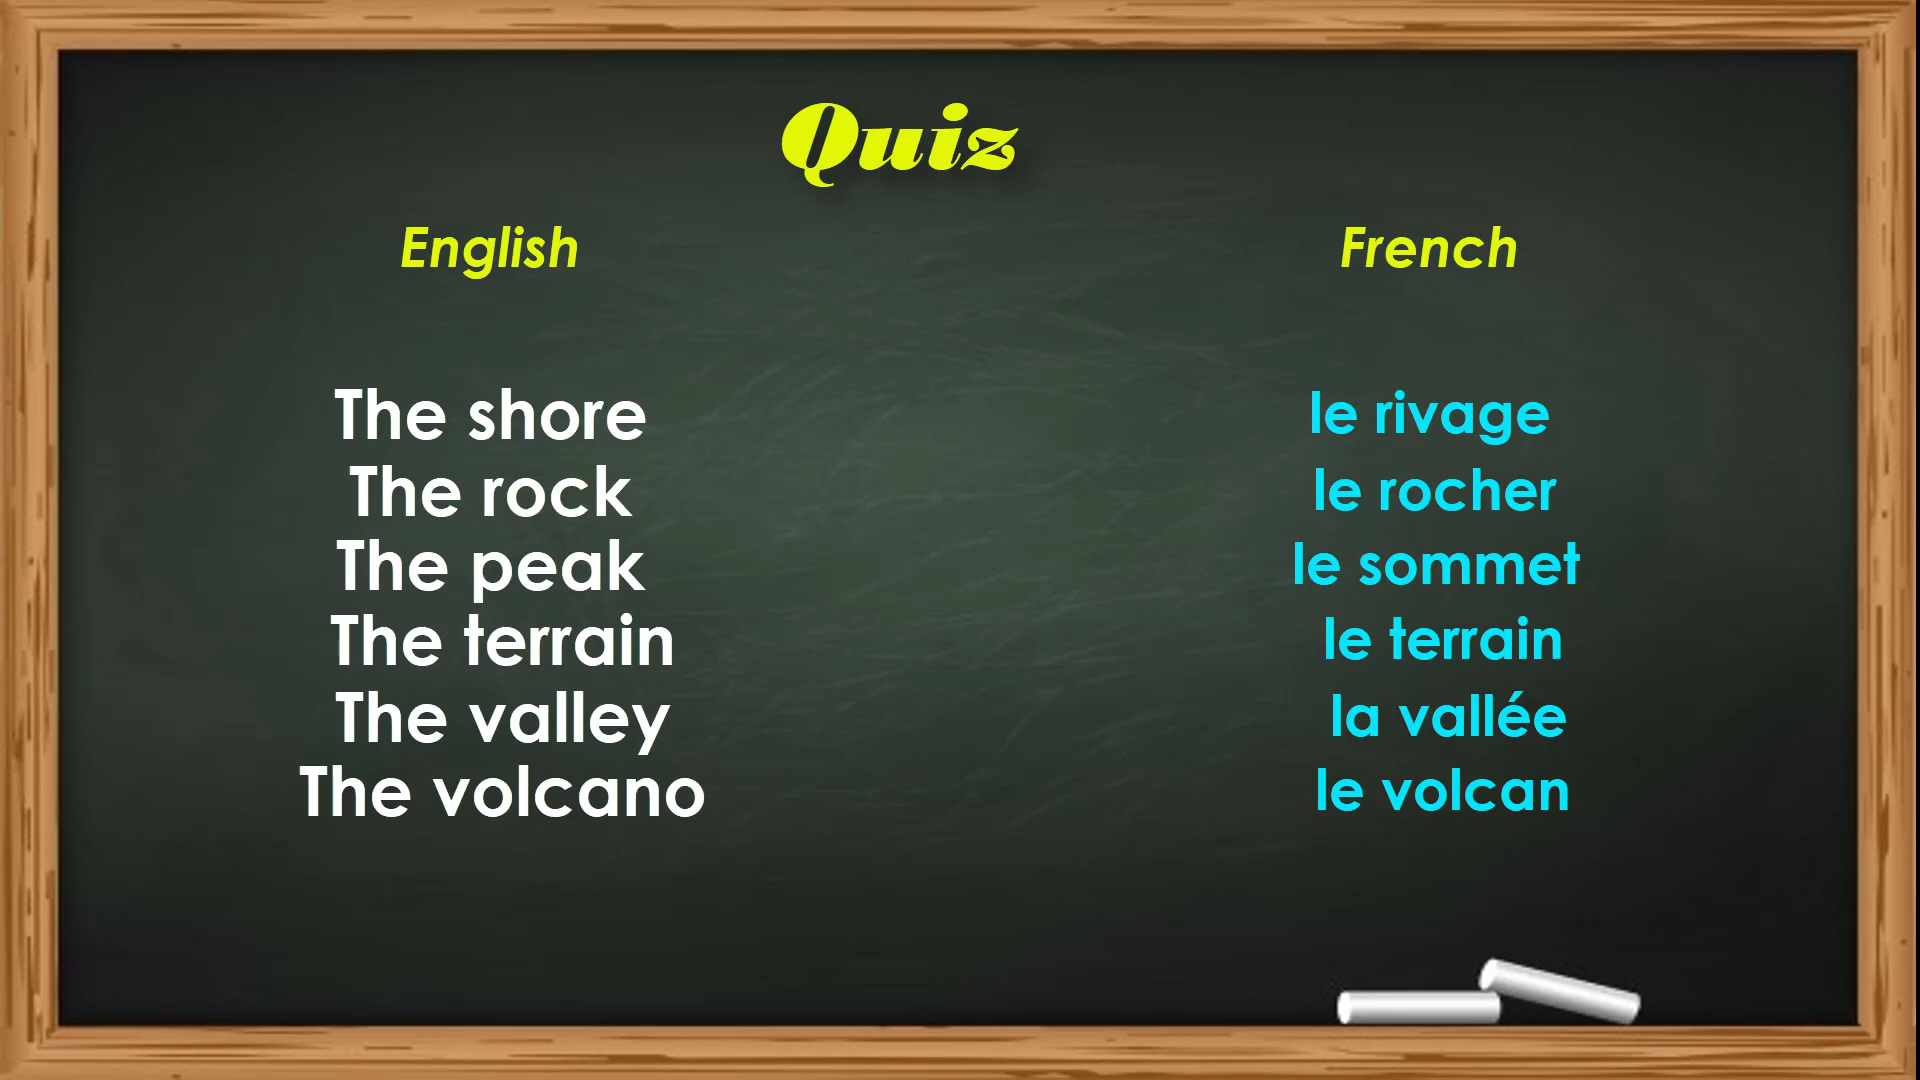 Quiz
English French
The shore le rivage
The rock le rocher
The peak le sommet
The terrain le terrain
The valley la vallée
The volcano le volcan